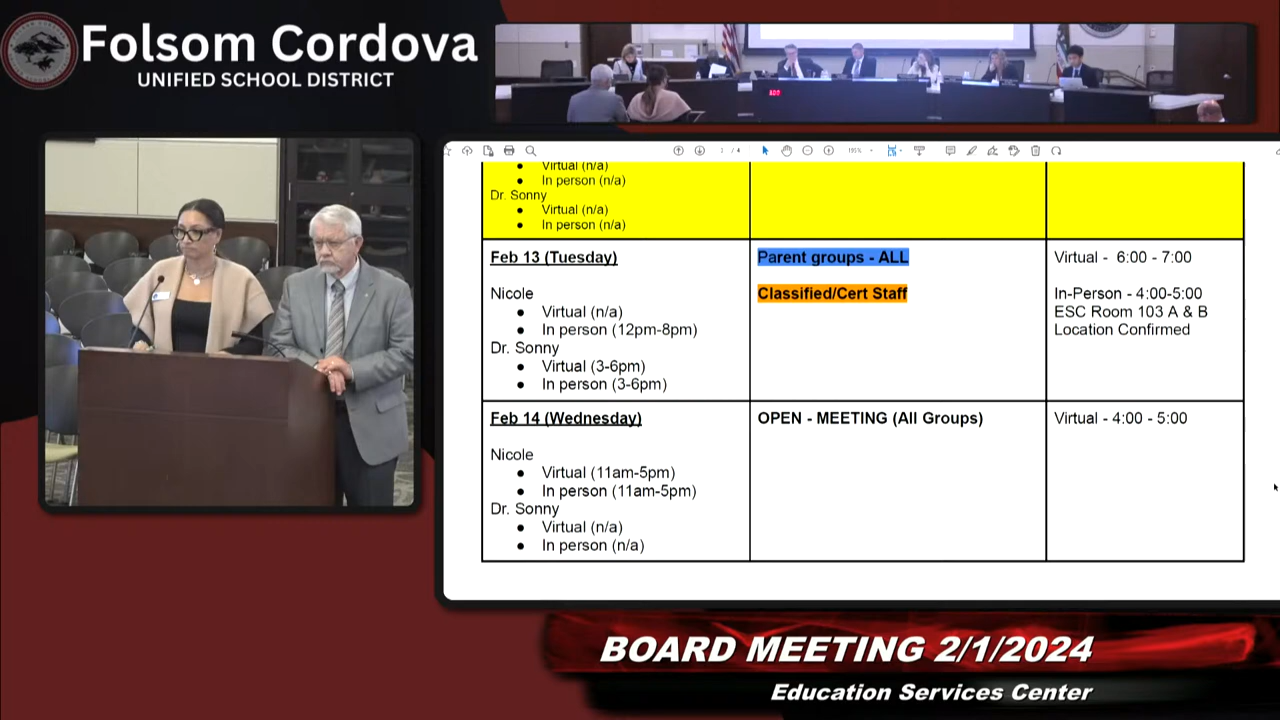 Folsom Cordova
UNIFIED SCHOOL DISTRICT
● Virtual (n/a)
● In person (n/a)
Dr. Sonny
● Virtual (n/a)
● In person (n/a)
Feb 13 (Tuesday)
Nicole
● Virtual (n/a)
● In person (12pm-8pm)
Dr. Sonny
● Virtual (3-6pm)
● In person (3-6pm)
Parent groups - ALL
Classified/Cert Staff
Virtual - 6:00 - 7:00
In-Person - 4:00-5:00
ESC Room 103 A & B
Location Confirmed
Feb 14 (Wednesday)
Nicole
● Virtual (11am-5pm)
● In person (11am-5pm)
Dr. Sonny
● Virtual (n/a)
● In person (n/a)
OPEN - MEETING (All Groups)
Virtual - 4:00 - 5:00
BOARD MEETING 2/1/2024
Education Services Center